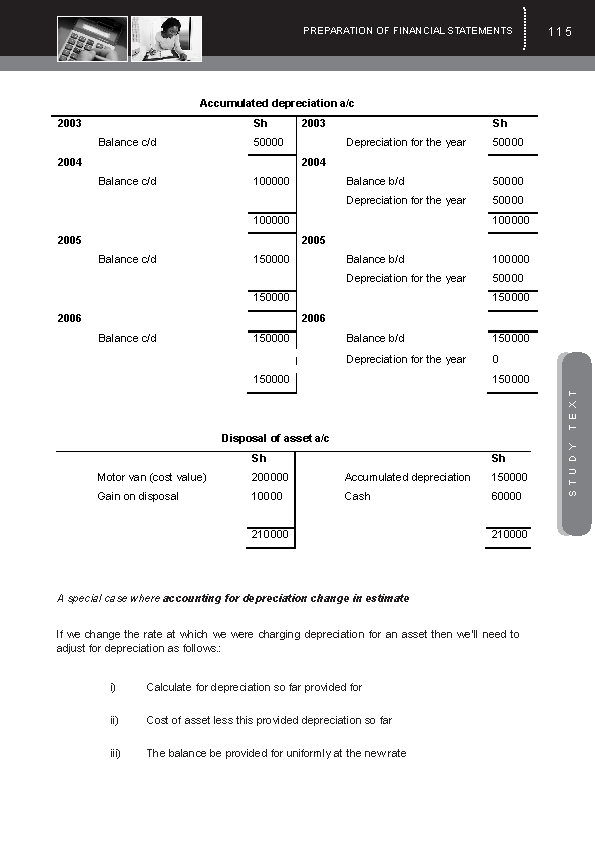 PREPARATION OF FINANCIAL STATEMENTS 115
Accumulated depreciation a/c
2003 Sh 2003 Sh
Balance c/d 50000 Depreciation for the year 50000
2004 2004
Balance c/d 100000 Balance b/d 50000
Depreciation for the year 50000
100000 100000
2005 2005
Balance c/d 150000 Balance b/d 100000
Depreciation for the year 50000
150000 150000
2006 2006
Balance c/d 150000 Balance b/d 150000
Depreciation for the year 0
150000 150000
Disposal of asset a/c
Sh Sh
Motor van (cost value) 200000 Accumulated depreciation 150000
Gain on disposal 10000 Cash 60000
210000 210000
A special case where accounting for depreciation change in estimate
If we change the rate at which we were charging depreciation for an asset then we'll need to
adjust for depreciation as follows.:
i) Calculate for depreciation so far provided for
ii) Cost of asset less this provided depreciation so far
iii) The balance be provided for uniformly at the new rate
STUDY TEXT